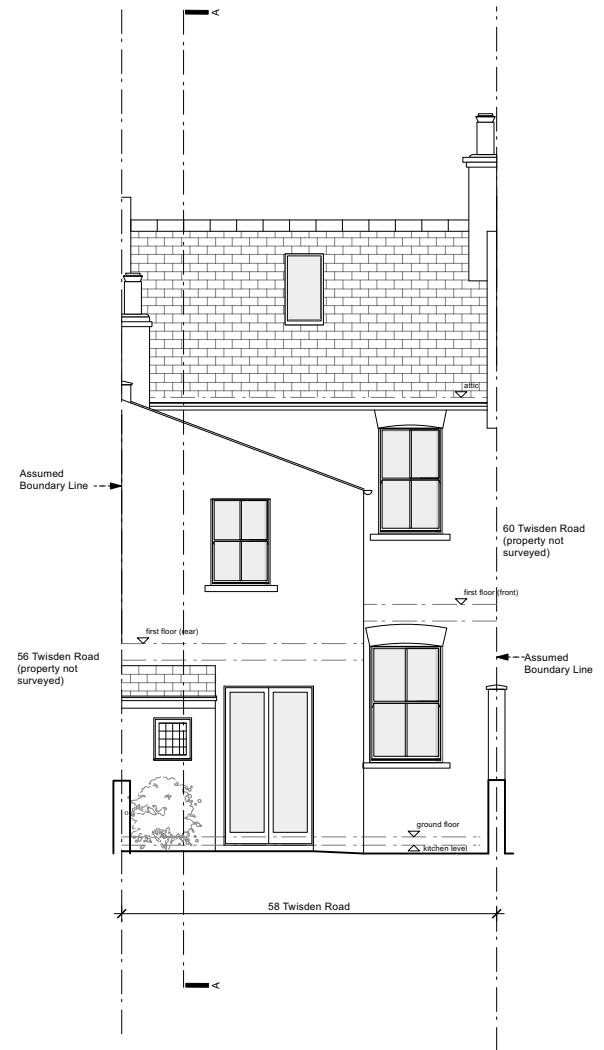 A
attic
Assumed
Boundary Line
60 Twisden Road
(property not
surveyed)
first floor (front)
first floor (rear)
56 Twisden Road
(property not
surveyed)
Assumed
Boundary Line
ground floor
kitchen level
58 Twisden Road
A